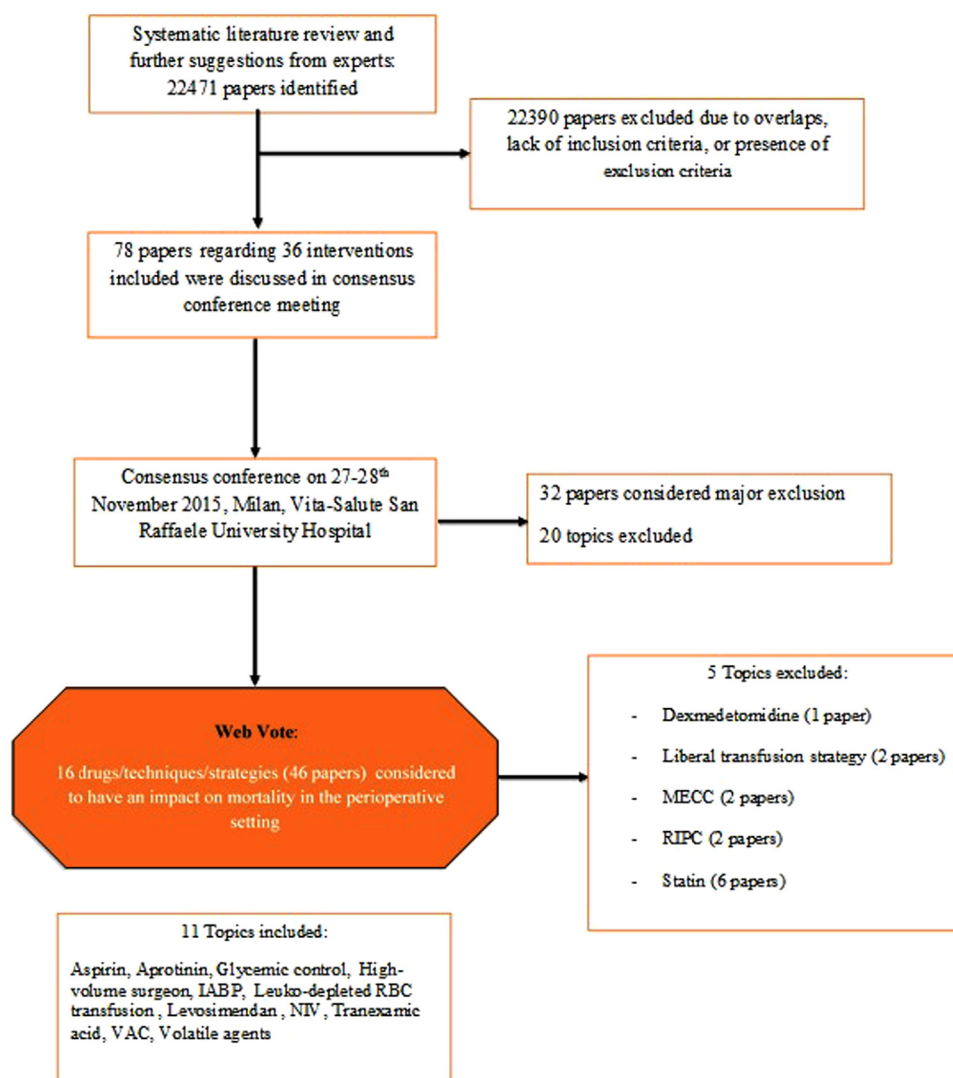 Systematic literature review and
further suggestions from experts:
22471 papers identified
22390 papers excluded due to overlaps,
lack of inclusion criteria, or presence of
exclusion criteria
78 papers regarding 36 interventions
included were discussed in consensus
conference meeting
Consensus conference on 27-28th
November 2015, Milan, Vita-Salute San
Raffaele University Hospital
32 papers considered major exclusion
20 topics excluded
Web Vote:
16 drugs/techniques/strategies (46 papers) considered
to have an impact on mortality in the perioperative
setting
5 Topics excluded:
- Dexmedetomidine (1 paper)
- Liberal transfusion strategy (2 papers)
- MECC (2 papers)
- RIPC (2 papers)
- Statin (6 papers)
11 Topics included:
Aspirin, Aprotinin, Glycemic control, High-
volume surgeon, IABP, Leuko-depleted RBC
transfusion, Levosimendan, NIV, Tranexamic
acid, VAC, Volatile agents